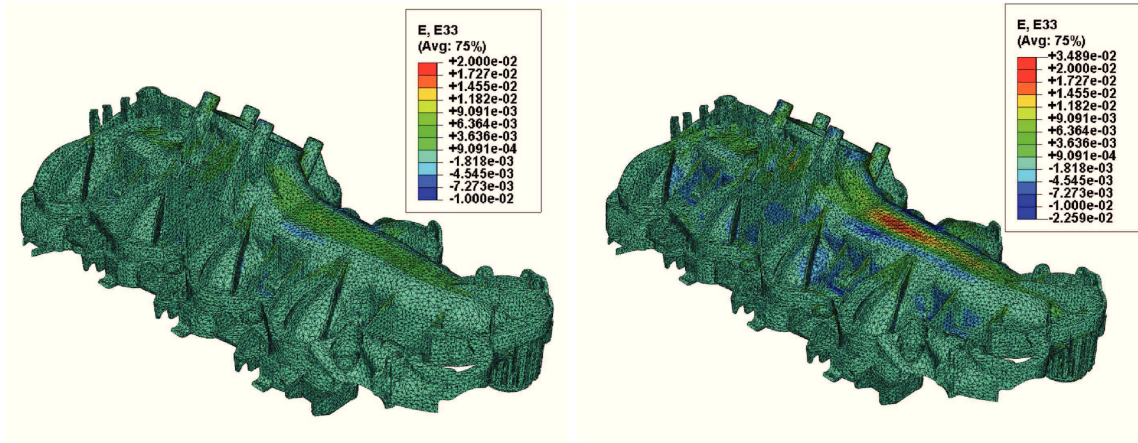 E, E33
(Avg: 75%)
+2.000e-02
+1.727e-02
+1.455e-02
+1.182e-02
+9.091e-03
+6.364e-03
+3.636e-03
+9.091e-04
-1.818e-03
-4.545e-03
-7.273e-03
-1.000e-02
E, E33
(Avg: 75%)
+3.489e-02
+2.000e-02
+1.727e-02
+1.455e-02
+1.182e-02
+9.091e-03
+6.364e-03
+3.636e-03
+9.091e-04
-1.818e-03
-4.545e-03
-7.273e-03
-1.000e-02
-2.259e-02